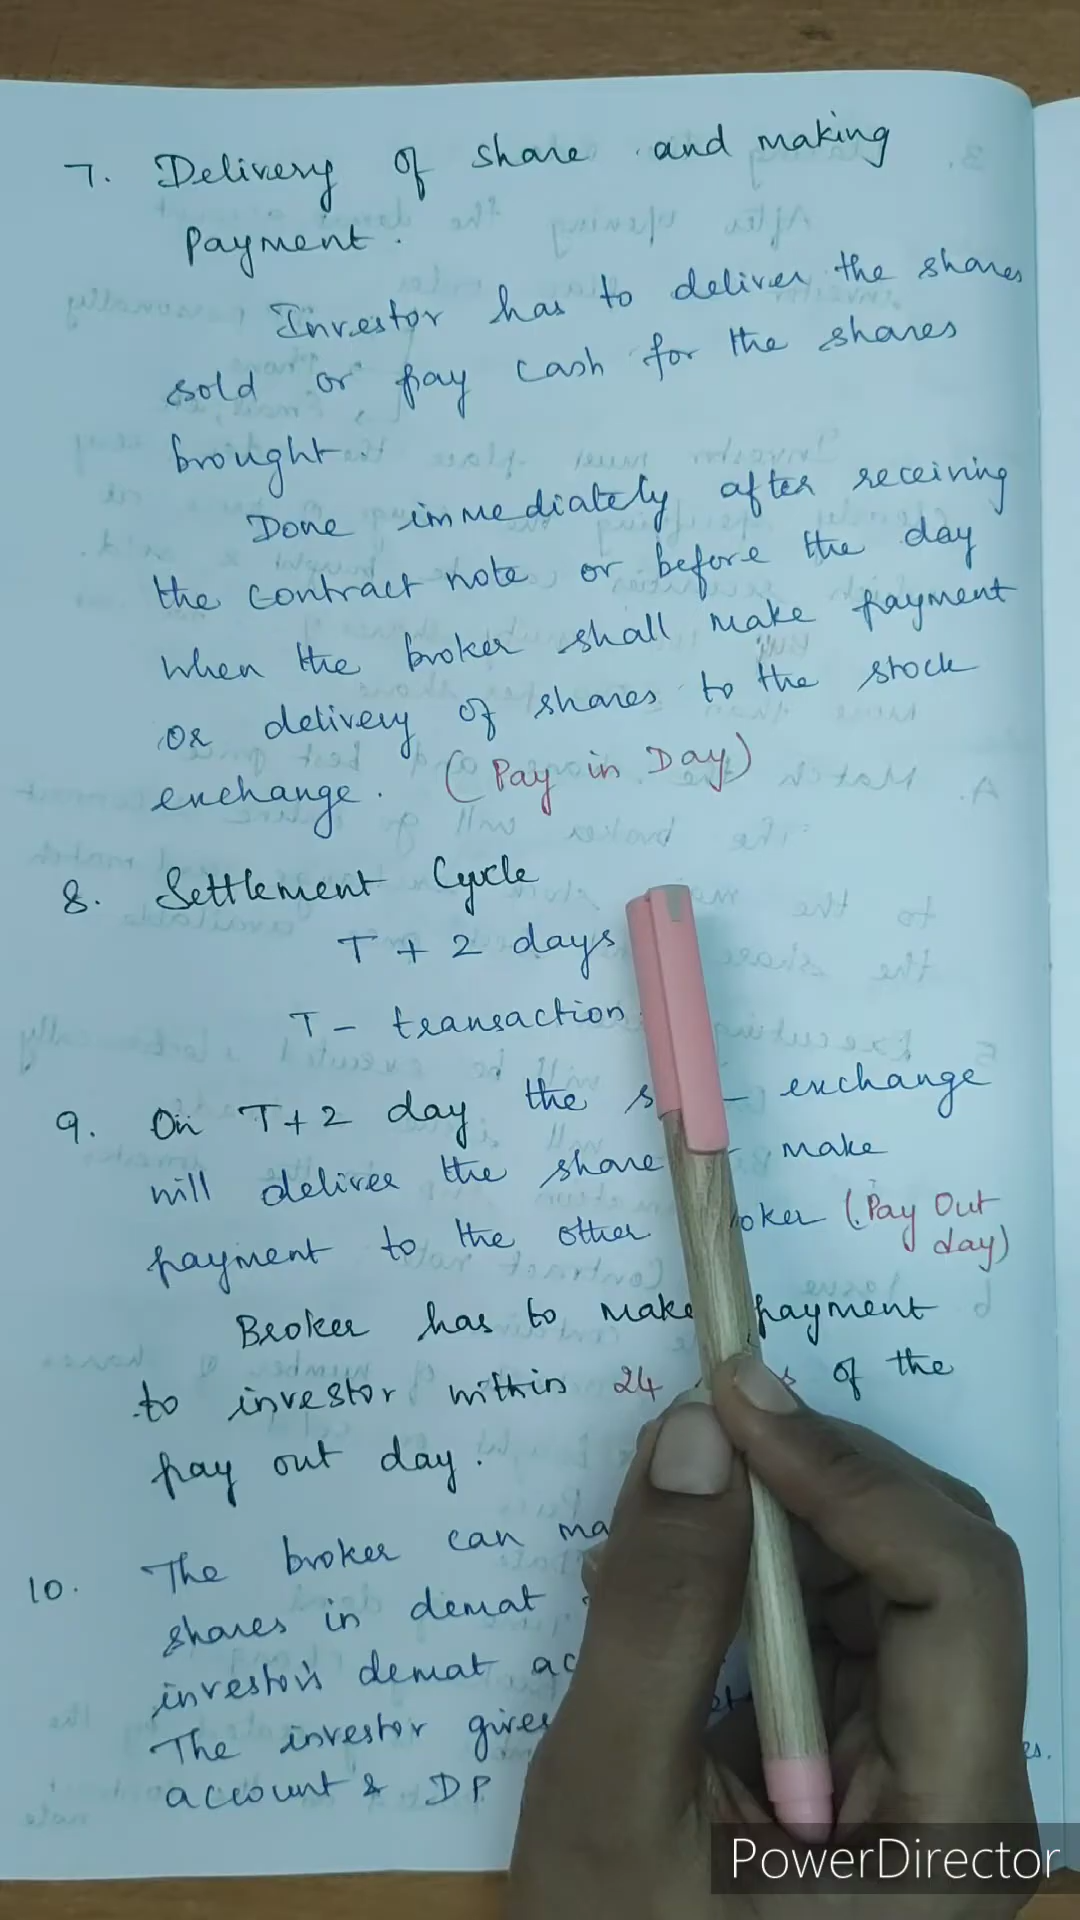 7. Delivery of share and making
Payment.
Investor has to deliver the shares
sold or pay cash for the shares
brought
Done immediately after receiving
the contract note or before the day
when the broker shall make payment
or delivery of shares to the stock
exchange. (Pay in Day)
8. Settlement Cycle
T + 2 days
T - transaction
9. On T+2 day the exchange
will deliver the share make
payment to the other (Pay Out
day)
Broker has to make payment
to investor within 24 of the
pay out day.
10. The broker can
shares in demat
investor's demat
The investor gives
account & DP
PowerDirector